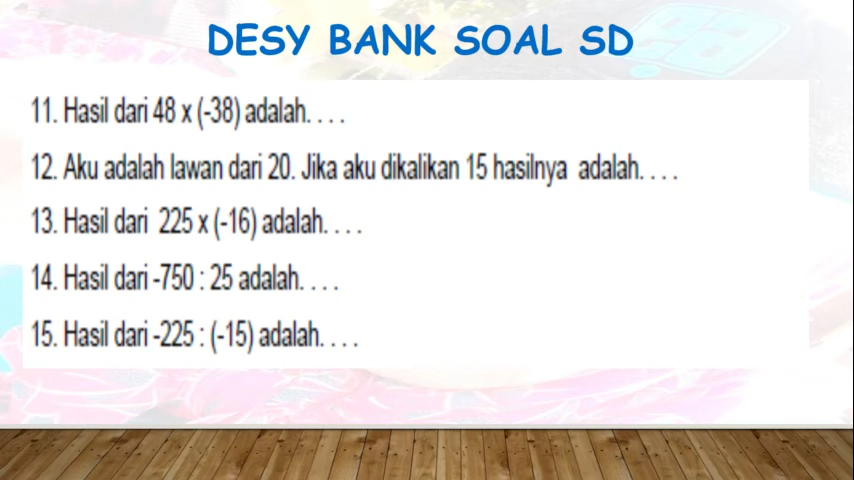 DESY BANK SOAL SD
11. Hasil dari 48 x (-38) adalah. . . .
12. Aku adalah lawan dari 20. Jika aku dikalikan 15 hasilnya adalah. . . .
13. Hasil dari 225 x (-16) adalah. . . .
14. Hasil dari -750 : 25 adalah. . . .
15. Hasil dari -225 : (-15) adalah. . . .